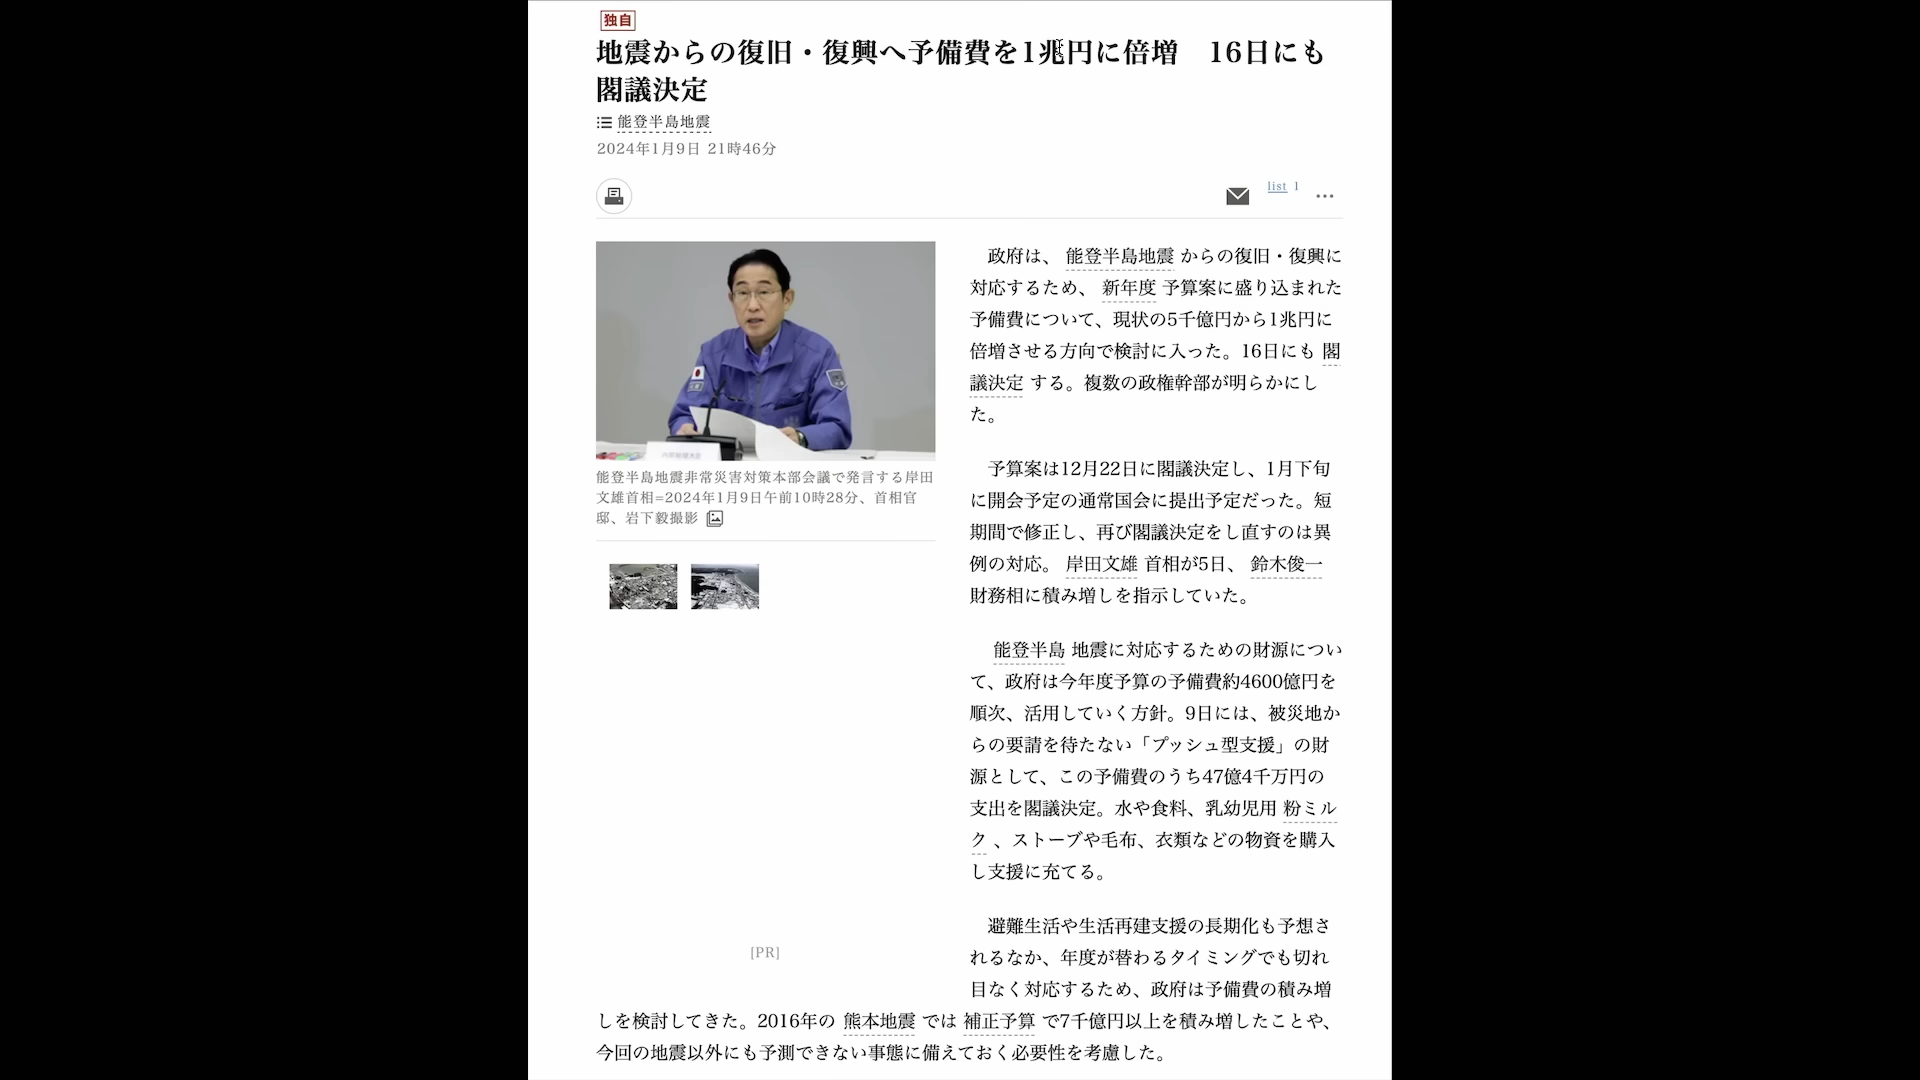 独自
地震からの復旧・復興へ予備費を1兆円に倍増　16日にも
閣議決定
能登半島地震
2024年1月9日 21時46分
list 1
能登半島地震非常災害対策本部会議で発言する岸田
文雄首相=2024年1月9日午前10時28分、首相官
邸、岩下毅撮影
[PR]
政府は、 能登半島地震 からの復旧・復興に
対応するため、 新年度 予算案に盛り込まれた
予備費について、現状の5千億円から1兆円に
倍増させる方向で検討に入った。16日にも 閣
議決定 する。複数の政権幹部が明らかにし
た。
予算案は12月22日に閣議決定し、1月下旬
に開会予定の通常国会に提出予定だった。短
期間で修正し、再び閣議決定をし直すのは異
例の対応。 岸田文雄 首相が5日、 鈴木俊一
財務相に積み増しを指示していた。
能登半島 地震に対応するための財源につい
て、政府は今年度予算の予備費約4600億円を
順次、活用していく方針。9日には、被災地か
らの要請を待たない「プッシュ型支援」の財
源として、この予備費のうち47億4千万円の
支出を閣議決定。水や食料、乳幼児用 粉ミル
ク 、ストーブや毛布、衣類などの物資を購入
し支援に充てる。
避難生活や生活再建支援の長期化も予想さ
れるなか、年度が替わるタイミングでも切れ
目なく対応するため、政府は予備費の積み増
しを検討してきた。2016年の 熊本地震 では 補正予算 で7千億円以上を積み増したことや、
今回の地震以外にも予測できない事態に備えておく必要性を考慮した。